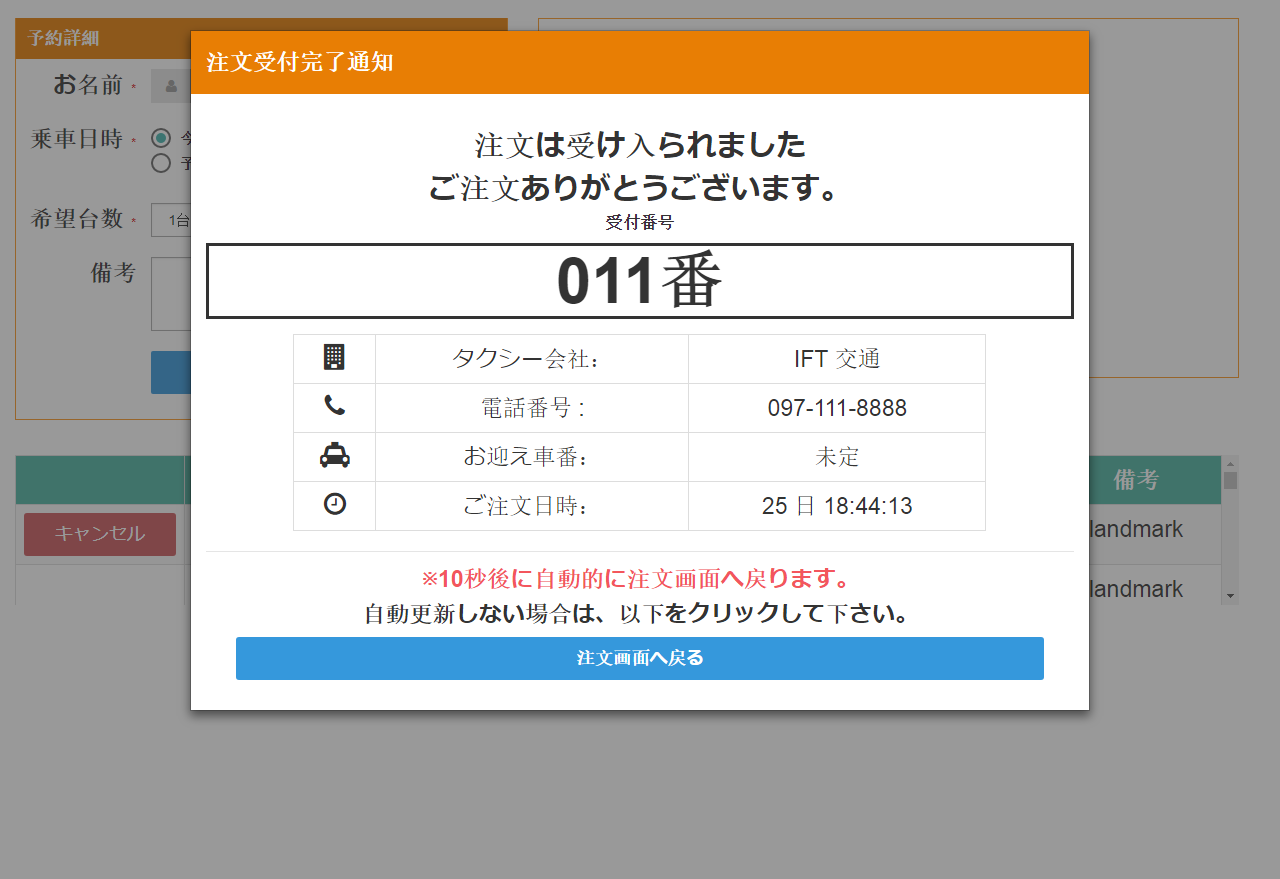 予約詳細
お名前 *
乗車日時 *
希望台数 *
1台
備考
注文受付完了通知
注文は受け入られました
ご注文ありがとうございます。
受付番号
011番
タクシー会社： IFT 交通
電話番号 : 097-111-8888
お迎え車番： 未定
ご注文日時： 25 日 18:44:13
※10秒後に自動的に注文画面へ戻ります。
自動更新しない場合は、以下をクリックして下さい。
注文画面へ戻る
備考
キャンセル
landmark
landmark